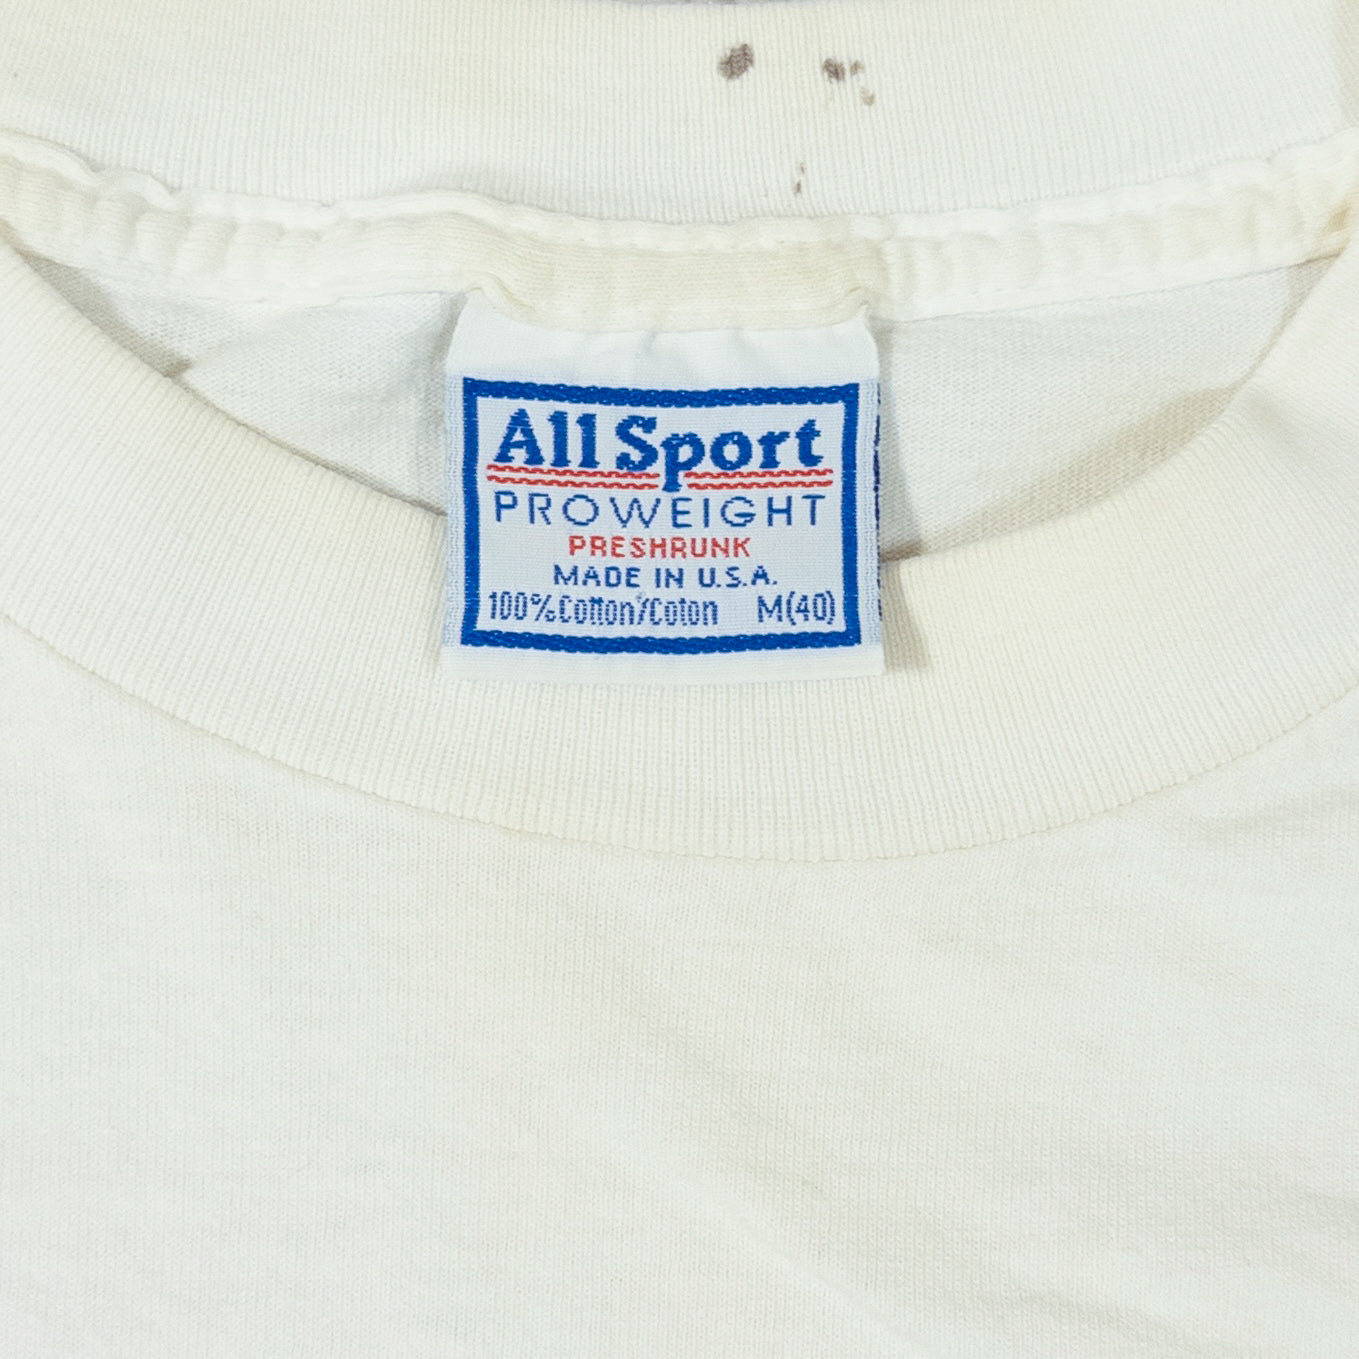 All Sport
PROWEIGHT
PRESHRUNK
MADE IN U.S.A.
100% Cotton/Coton M(40)